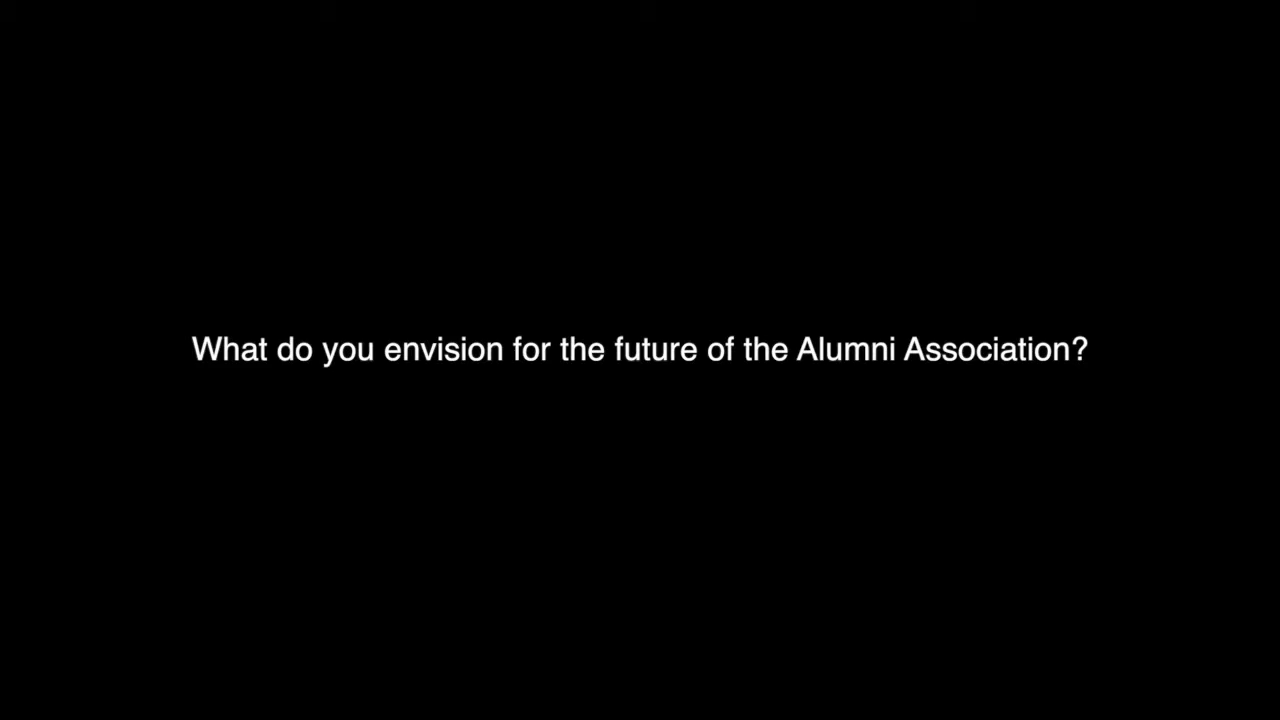 What do you envision for the future of the Alumni Association?